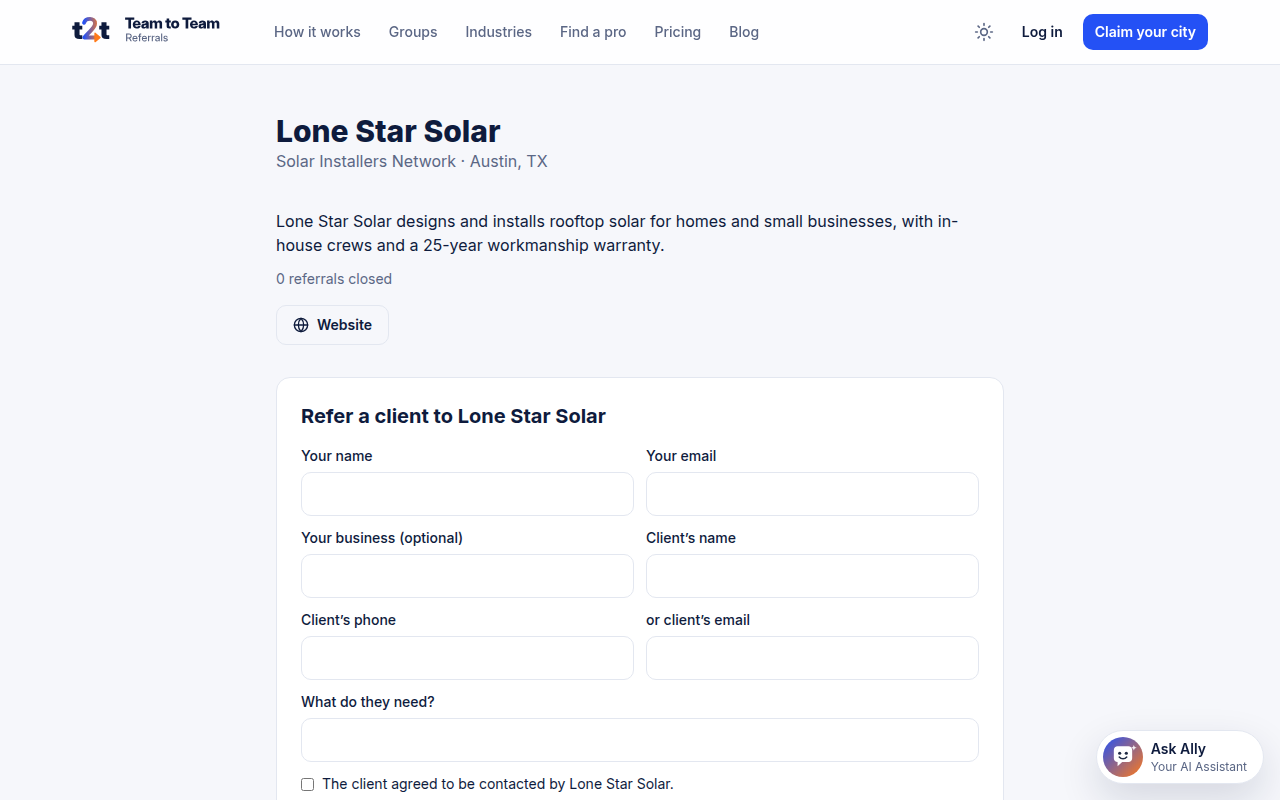 t2t Team to Team
Referrals
How it works Groups Industries Find a pro Pricing Blog Log in Claim your city
Lone Star Solar
Solar Installers Network · Austin, TX
Lone Star Solar designs and installs rooftop solar for homes and small businesses, with in-
house crews and a 25-year workmanship warranty.
0 referrals closed
Website
Refer a client to Lone Star Solar
Your name Your email
Your business (optional) Client's name
Client's phone or client's email
What do they need?
The client agreed to be contacted by Lone Star Solar.
Ask Ally
Your AI Assistant